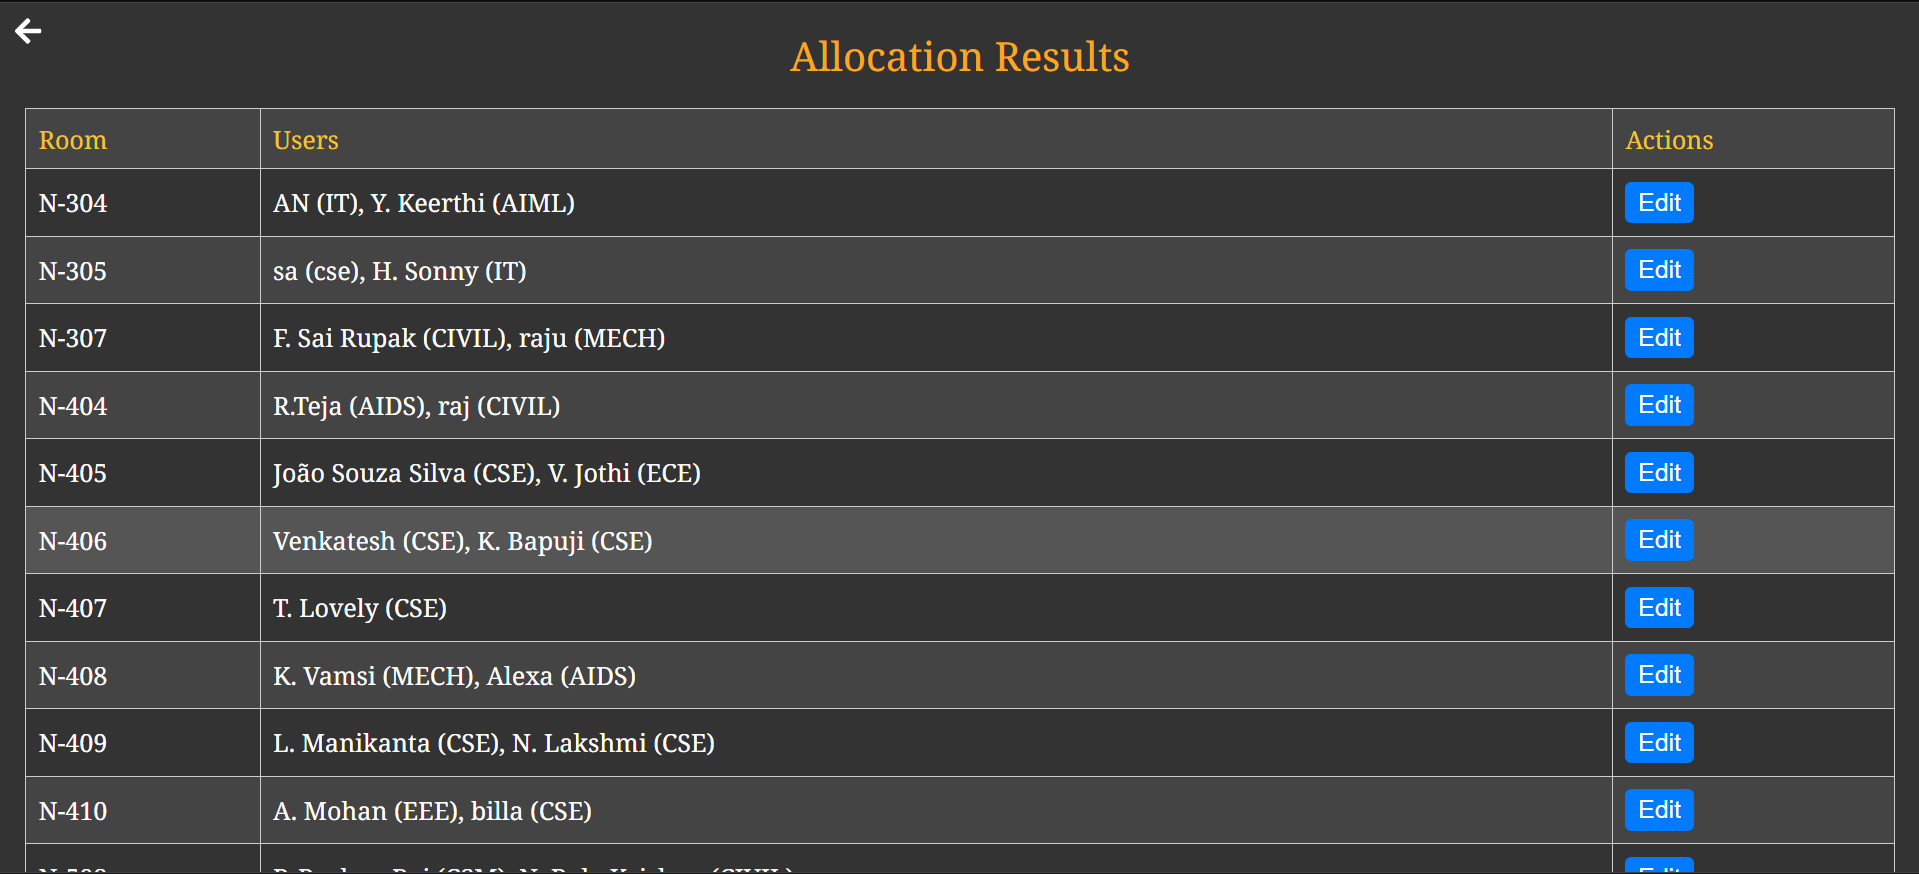 Allocation Results
Room Users Actions
N-304 AN (IT), Y. Keerthi (AIML) Edit
N-305 sa (cse), H. Sonny (IT) Edit
N-307 F. Sai Rupak (CIVIL), raju (MECH) Edit
N-404 R.Teja (AIDS), raj (CIVIL) Edit
N-405 João Souza Silva (CSE), V. Jothi (ECE) Edit
N-406 Venkatesh (CSE), K. Bapuji (CSE) Edit
N-407 T. Lovely (CSE) Edit
N-408 K. Vamsi (MECH), Alexa (AIDS) Edit
N-409 L. Manikanta (CSE), N. Lakshmi (CSE) Edit
N-410 A. Mohan (EEE), billa (CSE) Edit
Edit